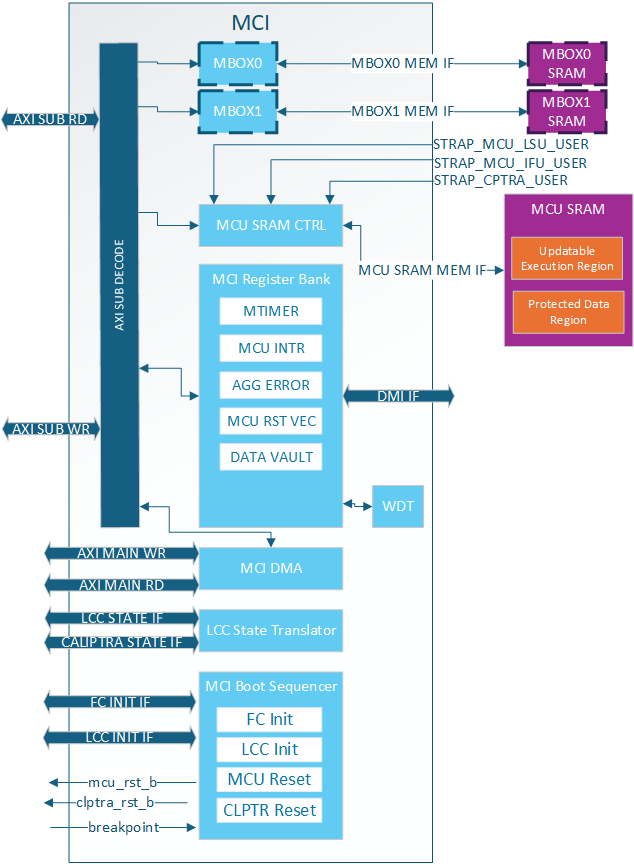 MCI
MBOX0
MBOX0 MEM IF
MBOX0
SRAM
MBOX1
MBOX1 MEM IF
MBOX1
SRAM
AXI SUB RD
STRAP_MCU_LSU_USER
STRAP_MCU_IFU_USER
STRAP_CPTRA_USER
MCU SRAM CTRL
MCU SRAM
Updatable
Execution Region
Protected Data
Region
MCU SRAM MEM IF
AXI SUB DECODE
MCI Register Bank
MTIMER
MCU INTR
AGG ERROR
MCU RST VEC
DATA VAULT
DMI IF
AXI SUB WR
WDT
AXI MAIN WR
MCI DMA
AXI MAIN RD
LCC STATE IF
LCC State Translator
CALIPTRA STATE IF
MCI Boot Sequencer
FC INIT IF
FC Init
LCC INIT IF
LCC Init
MCU Reset
CLPTR Reset
mcu_rst_b
clptra_rst_b
breakpoint